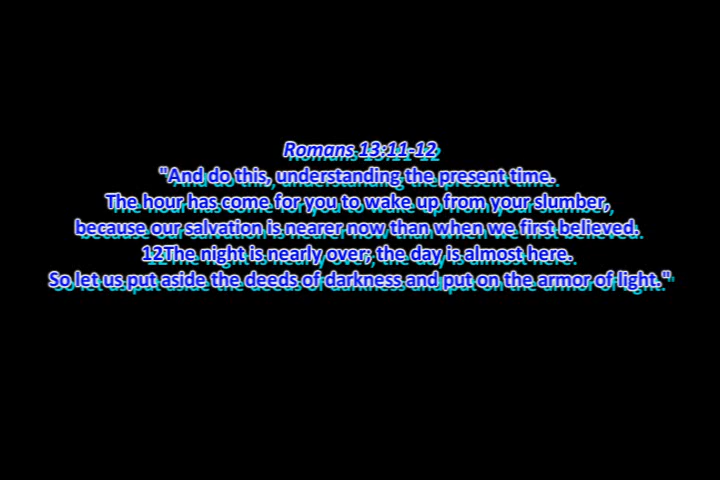 Romans 13:11-12
"And do this, understanding the present time.
The hour has come for you to wake up from your slumber,
because our salvation is nearer now than when we first believed.
12The night is nearly over; the day is almost here.
So let us put aside the deeds of darkness and put on the armor of light."